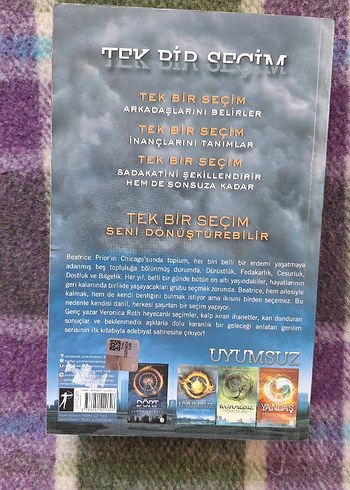 TEK BİR SEÇİM
TEK BİR SEÇİM
ARKADAŞLARINI BELİRLER
TEK BİR SEÇİM
İNANÇLARINI TANIMLAR
TEK BİR SEÇİM
SADAKATİNİ ŞEKİLLENDİRİR
HEM DE SONSUZA KADAR
TEK BİR SEÇİM
SENİ DÖNÜŞTÜREBİLİR
Beatrice Prior'ın Chicago'sunda toplum, her biri belli bir erdemi yaşatmaya
adanmış beş topluluğa bölünmüş durumda. Dürüstlük, Fedakarlık, Cesurluk,
Dostluk ve Bilgelik. Her yıl, belli bir günde bütün on altı yaşındakiler, hayatlarının
geri kalanında birlikte yaşayacakları grubu seçmek zorunda. Beatrice, hem ailesiyle
kalmak, hem de kendi benliğini bulmak istiyor ama ikisini birden seçemez. Bu
nedenle kendisi dahil, herkesi şaşırtan bir seçim yapıyor.
Genç yazar Veronica Roth heyecanlı seçimler, kalp kıran ihanetler, kan donduran
sonuçlar ve beklenmedik aşklarla dolu karanlık bir geleceği anlatan gerilim
serisinin ilk kitabıyla edebiyat sahnesine çıkıyor!
UYUMSUZ
DÖRT
KURALSIZ
YANDAŞ